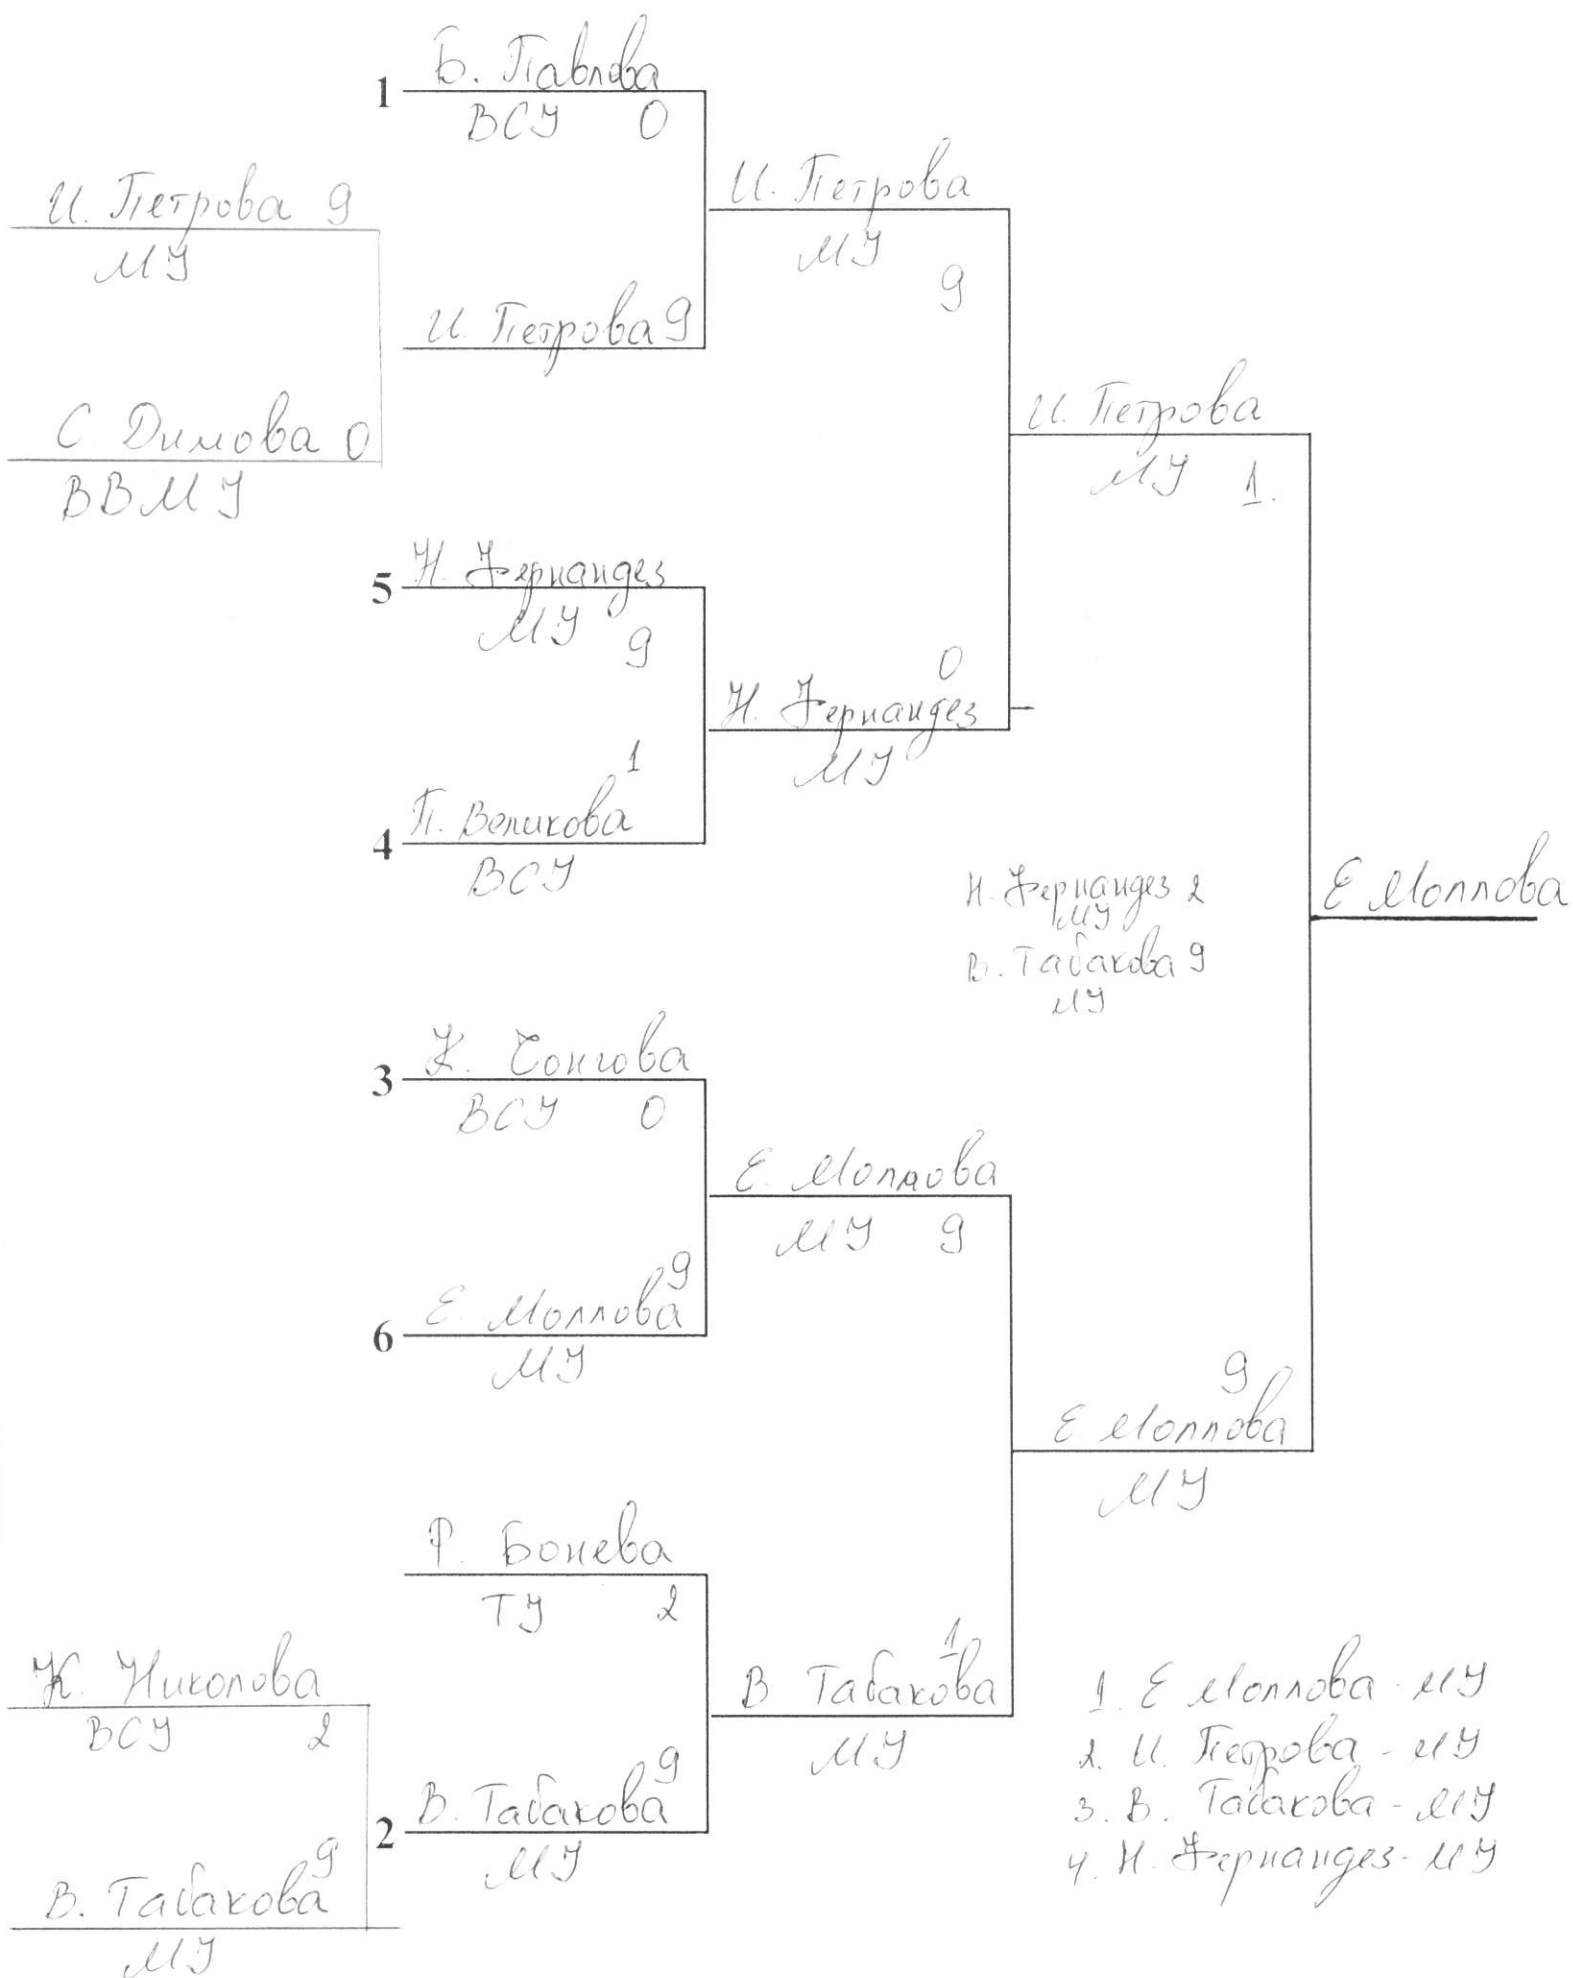 1 Б. Павлова
ВСУ 0
И. Петрова 9
МУ
И. Петрова
МУ
9
И. Петрова 9
С Димова 0
ВВМУ
И. Петрова
МУ 1.
5 Н. Фернандез
МУ 9
0
Н. Фернандез
МУ
1
4 П. Великова
ВСУ
Н. Фернандез 2
МУ
В. Табакова 9
МУ
Е Моллова
3 К. Чонгова
ВСУ 0
Е. Моллова
МУ 9
9
6 Е. Моллова
МУ
9
Е Моллова
МУ
Р. Бонева
ТУ 2
К. Николова
ВСУ 2
1
В Табакова
МУ
9
2 В. Табакова
МУ
9
В. Табакова
МУ
1. Е Моллова - МУ
2. И. Петрова - МУ
3. В. Табакова - МУ
4. Н. Фернандез - МУ